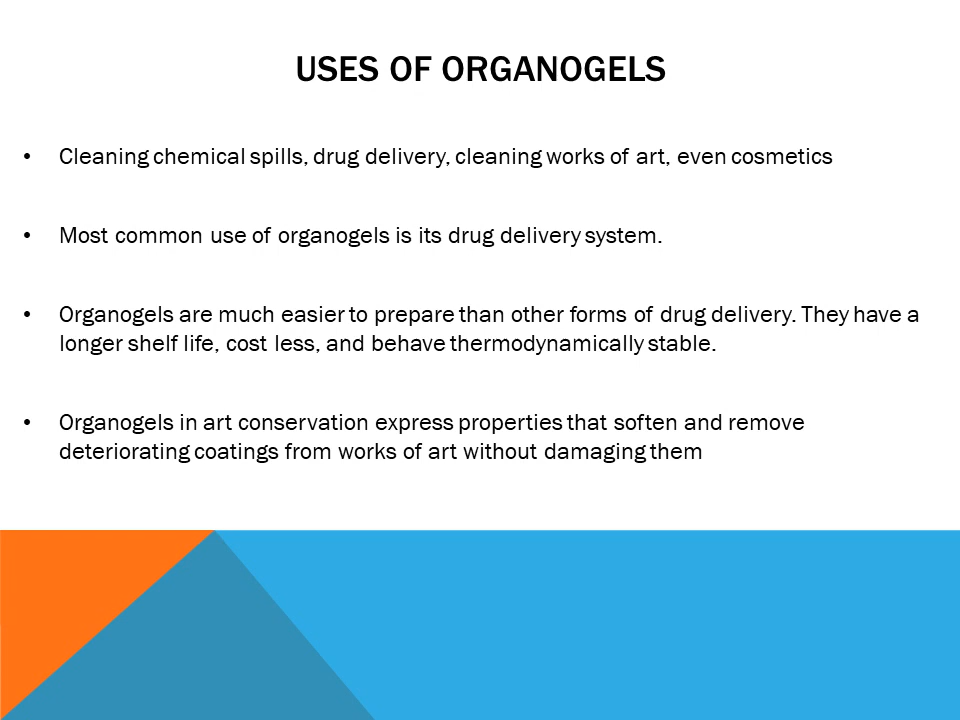 USES OF ORGANOGELS
• Cleaning chemical spills, drug delivery, cleaning works of art, even cosmetics
• Most common use of organogels is its drug delivery system.
• Organogels are much easier to prepare than other forms of drug delivery. They have a
longer shelf life, cost less, and behave thermodynamically stable.
• Organogels in art conservation express properties that soften and remove
deteriorating coatings from works of art without damaging them